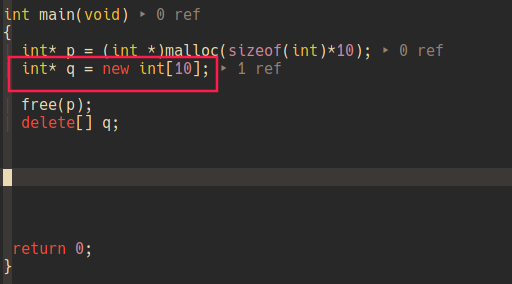 int main(void) ‣ 0 ref
{
int* p = (int *)malloc(sizeof(int)*10); ‣ 0 ref
int* q = new int[10]; ‣ 1 ref
free(p);
delete[] q;
return 0;
}